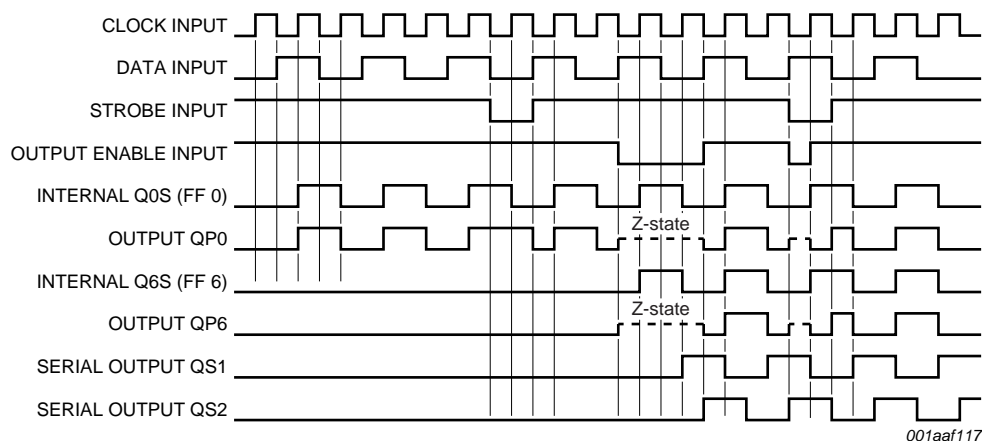 CLOCK INPUT
DATA INPUT
STROBE INPUT
OUTPUT ENABLE INPUT
INTERNAL Q0S (FF 0)
Z-state
OUTPUT QP0
INTERNAL Q6S (FF 6)
Z-state
OUTPUT QP6
SERIAL OUTPUT QS1
SERIAL OUTPUT QS2
001aaf117